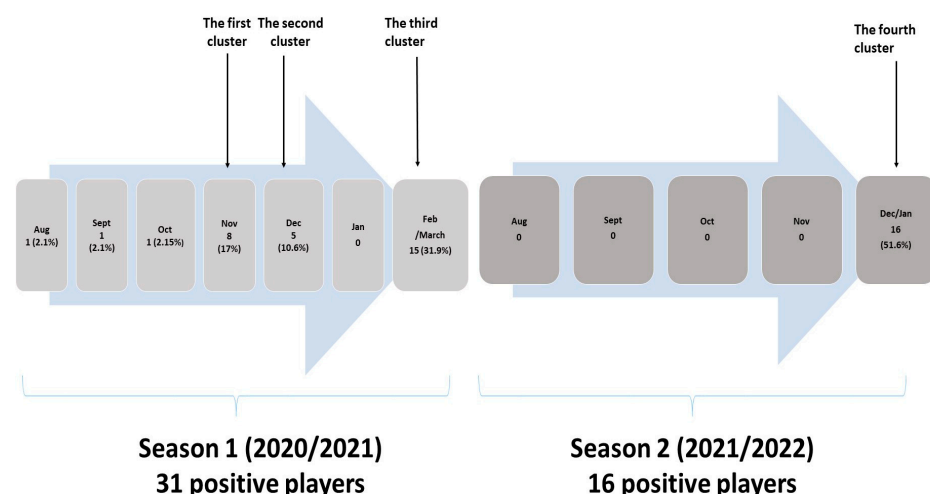 The first
cluster
The second
cluster
The third
cluster
The fourth
cluster
Aug
1 (2.1%)
Sept
1
(2.1%)
Oct
1 (2.15%)
Nov
8
(17%)
Dec
5
(10.6%)
Jan
0
Feb
/March
15 (31.9%)
Aug
0
Sept
0
Oct
0
Nov
0
Dec/Jan
16
(51.6%)
Season 1 (2020/2021)
31 positive players
Season 2 (2021/2022)
16 positive players